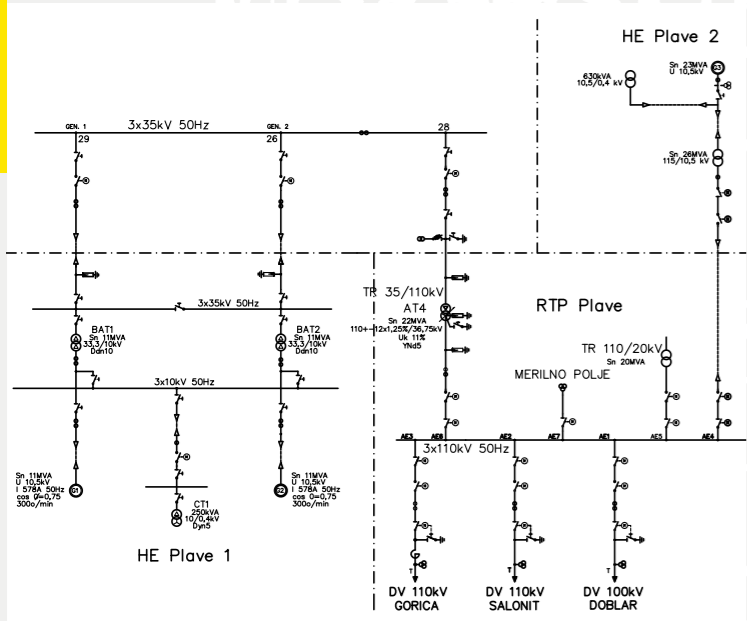 HE Plave 2
Sn 23MVA
U 10,5kV
G3
630kVA
10,5/0,4 kV
Sn 26MVA
115/10,5 kV
GEN. 1
3x35kV 50Hz
GEN. 2
29
26
28
3x35kV 50Hz
BAT1
Sn 11MVA
33,3/10kV
Ddn10
BAT2
Sn 11MVA
33,3/10kV
Ddn10
3x10kV 50Hz
Sn 11MVA
U 10,5kV
I 578A 50Hz
cos Ø=0,75
300o/min
G1
Sn 11MVA
U 10,5kV
I 578A 50Hz
cos 0=0,75
300o/min
G2
CT1
250kVA
10/0,4kV
Dyn5
HE Plave 1
TR 35/110kV
AT4
Sn 22MVA
110+-12x1,25%/36,75kV
Uk 11%
YNd5
RTP Plave
TR 110/20kV
Sn 20MVA
MERILNO POLJE
AE3
AE6
AE2
AE7
AE1
AE5
AE4
3x110kV 50Hz
T
T
T
DV 110kV
GORICA
DV 110kV
SALONIT
DV 100kV
DOBLAR